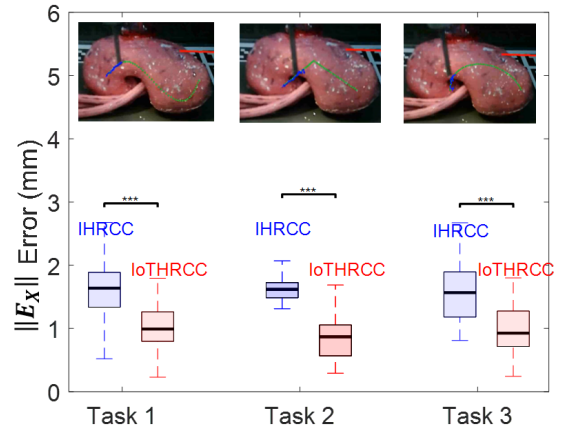 6
5
4
3
2
1
0
||E_X|| Error (mm)
***
***
***
IHRCC
IHRCC
IHRCC
IoTHRCC
IoTHRCC
IoTHRCC
Task 1
Task 2
Task 3